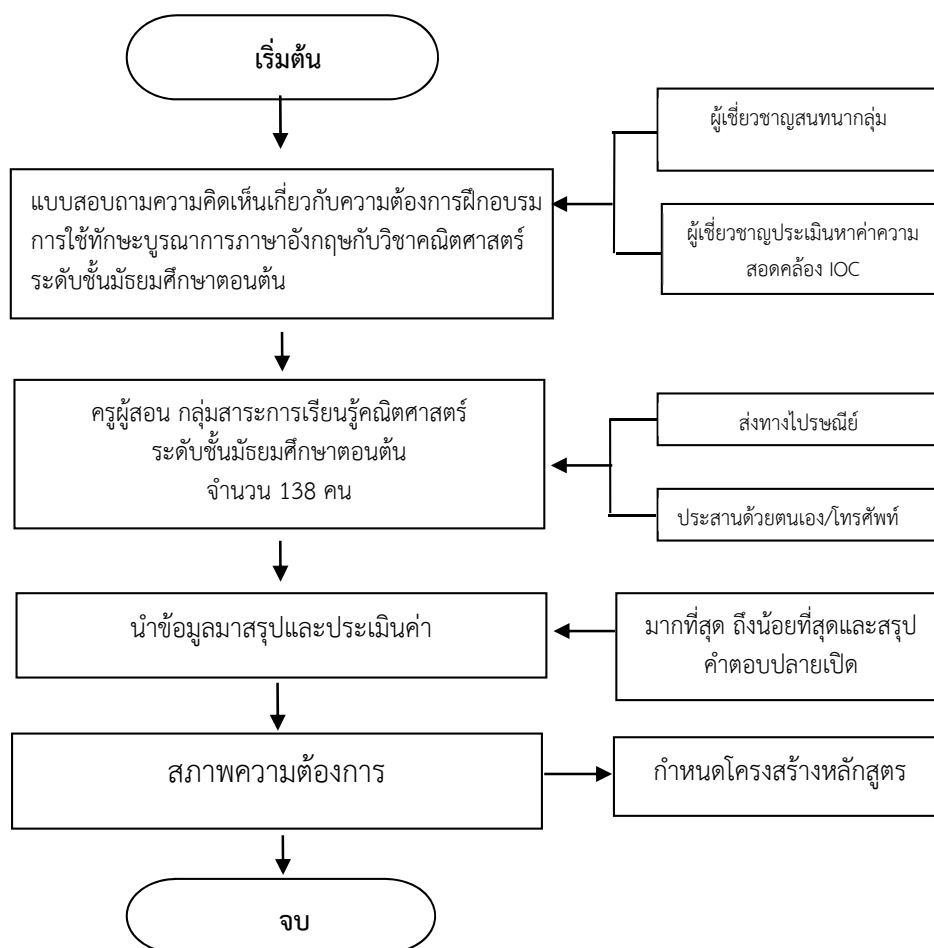 เริ่มต้น
ผู้เชี่ยวชาญสนทนากลุ่ม
แบบสอบถามความคิดเห็นเกี่ยวกับความต้องการฝึกอบรม
การใช้ทักษะบูรณาการภาษาอังกฤษกับวิชาคณิตศาสตร์
ระดับชั้นมัธยมศึกษาตอนต้น
ผู้เชี่ยวชาญประเมินหาค่าความ
สอดคล้อง IOC
ครูผู้สอน กลุ่มสาระการเรียนรู้คณิตศาสตร์
ระดับชั้นมัธยมศึกษาตอนต้น
จำนวน 138 คน
ส่งทางไปรษณีย์
ประสานด้วยตนเอง/โทรศัพท์
นำข้อมูลมาสรุปและประเมินค่า
มากที่สุด ถึงน้อยที่สุดและสรุป
คำตอบปลายเปิด
สภาพความต้องการ
กำหนดโครงสร้างหลักสูตร
จบ